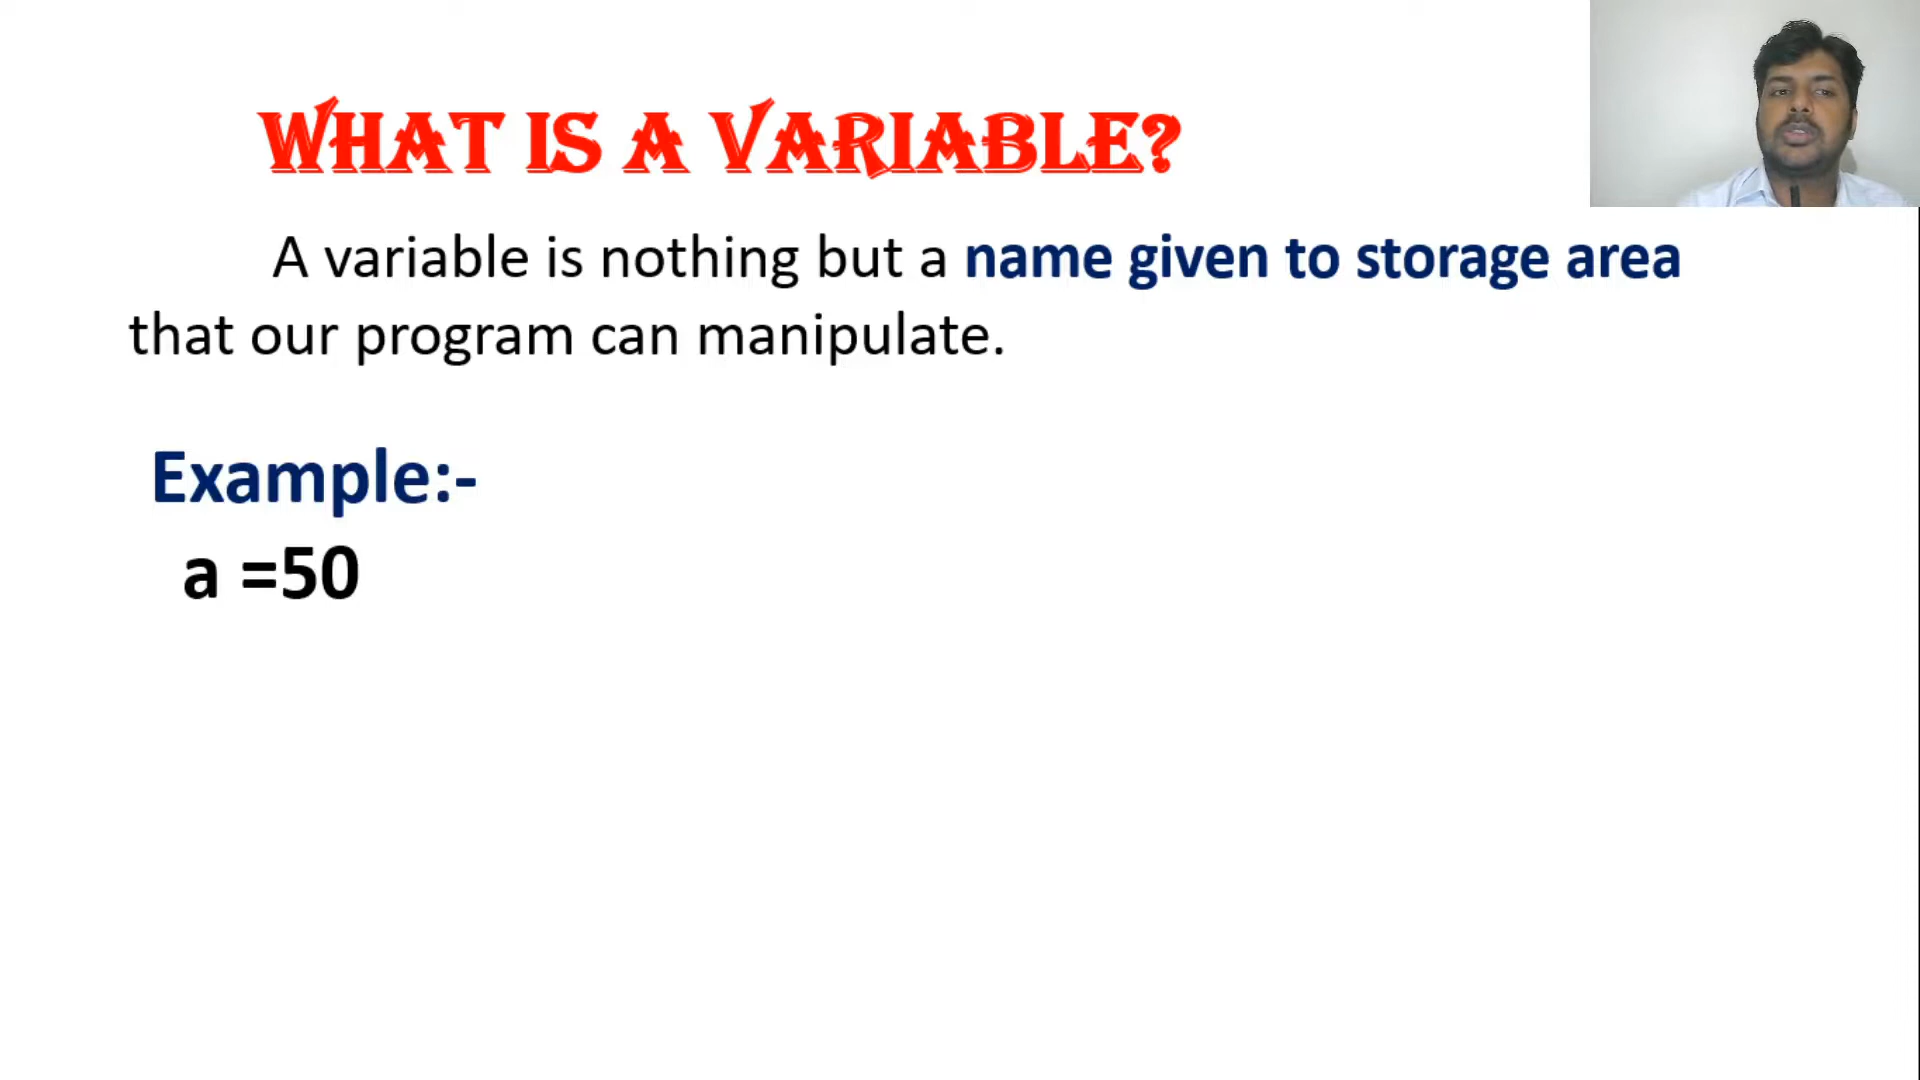 WHAT IS A VARIABLE?
A variable is nothing but a name given to storage area
that our program can manipulate.
Example:-
a =50